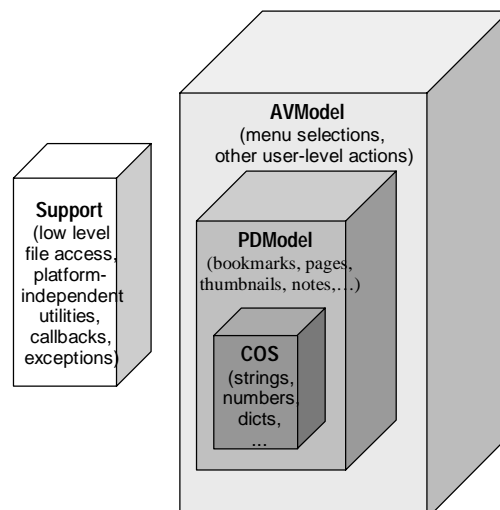 AVModel
(menu selections,
other user-level actions)
Support
(low level
file access,
platform-
independent
utilities,
callbacks,
exceptions)
PDModel
(bookmarks, pages,
thumbnails, notes,…)
COS
(strings,
numbers,
dicts,
...